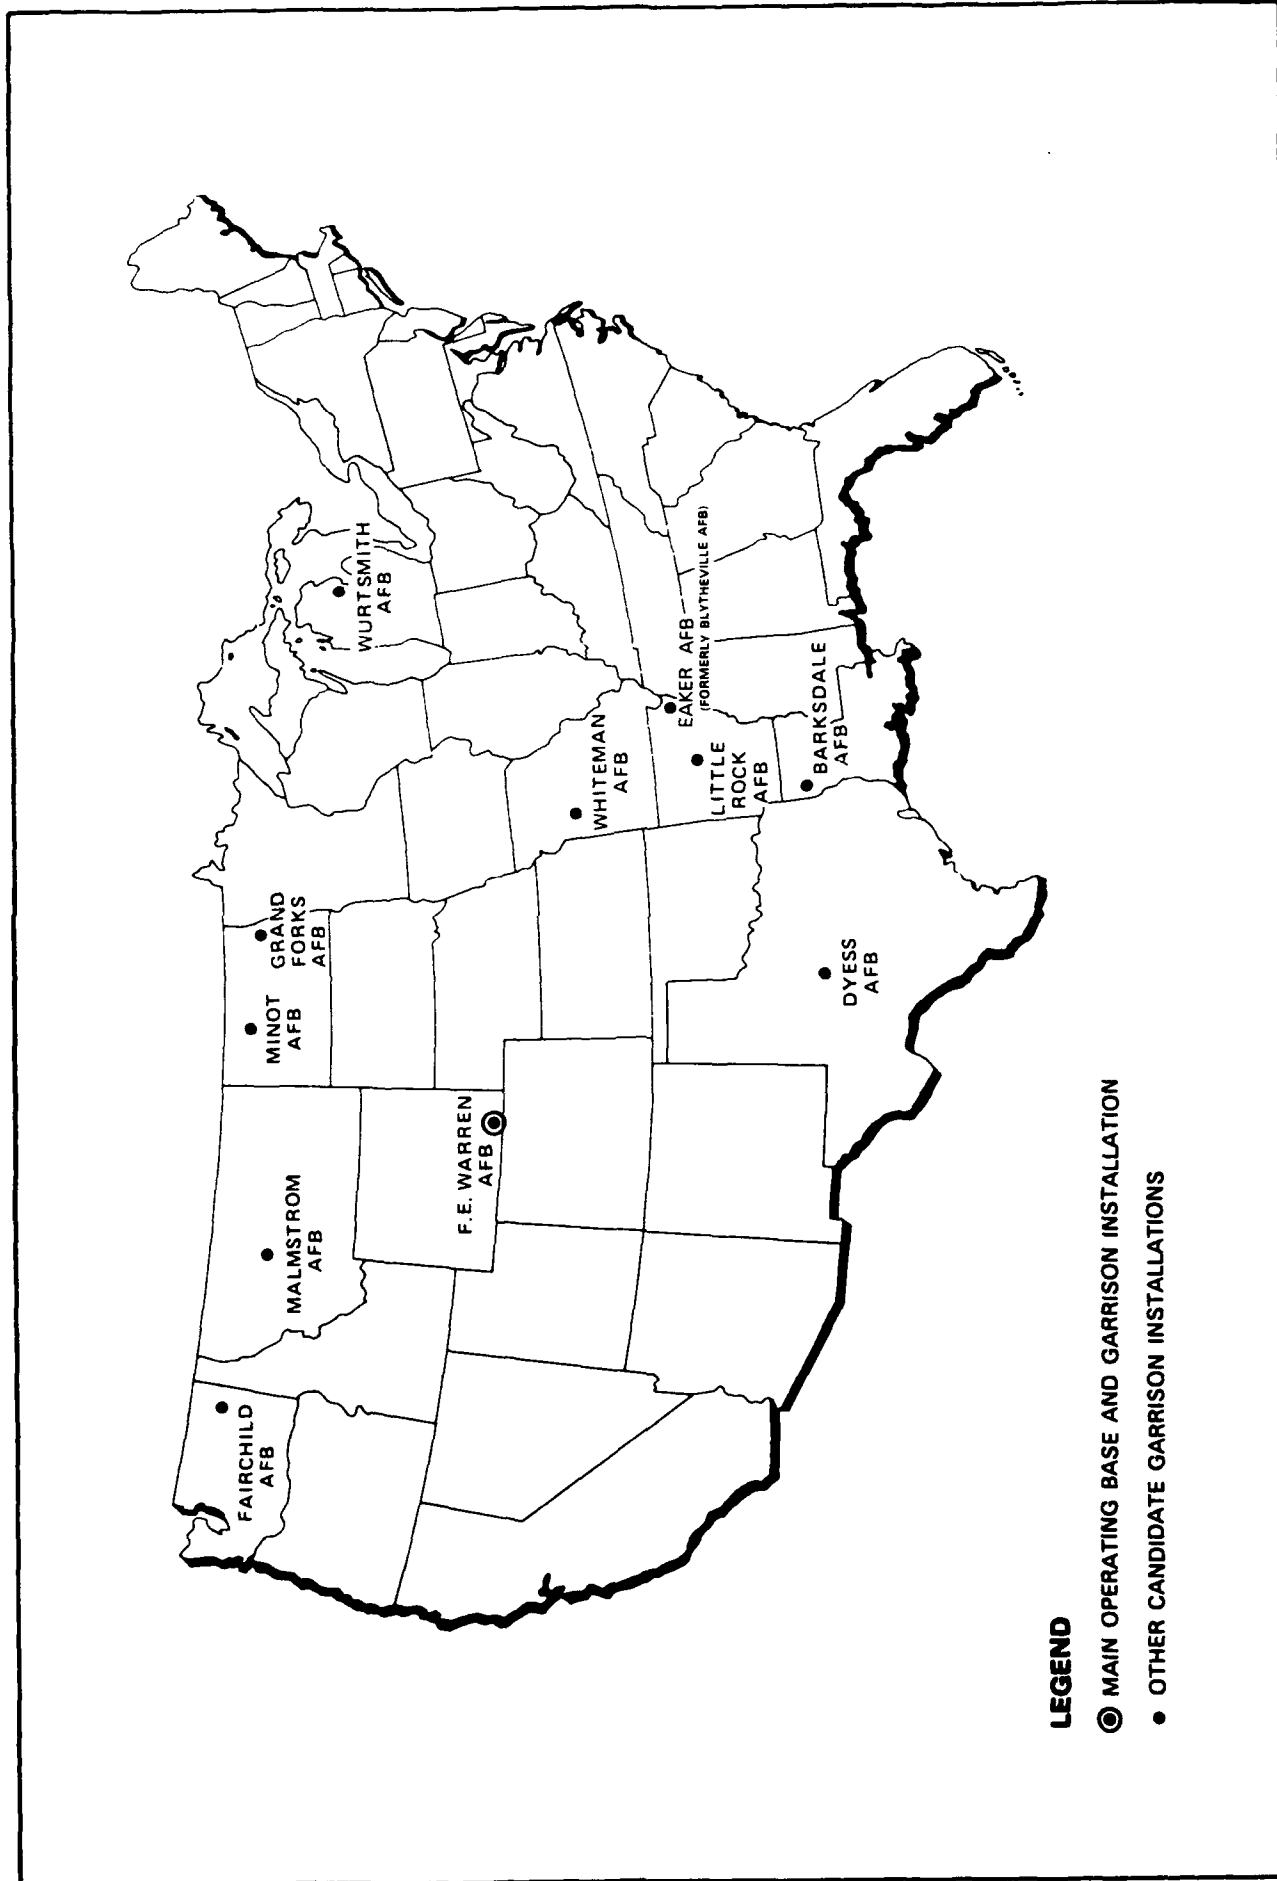 FAIRCHILD
AFB
MALMSTROM
AFB
MINOT
AFB
GRAND
FORKS
AFB
WURTSMITH
AFB
F.E. WARREN
AFB
WHITEMAN
AFB
EAKER AFB
(FORMERLY BLYTHEVILLE AFB)
LITTLE
ROCK
AFB
BARKSDALE
AFB
DYESS
AFB
LEGEND
MAIN OPERATING BASE AND GARRISON INSTALLATION
OTHER CANDIDATE GARRISON INSTALLATIONS